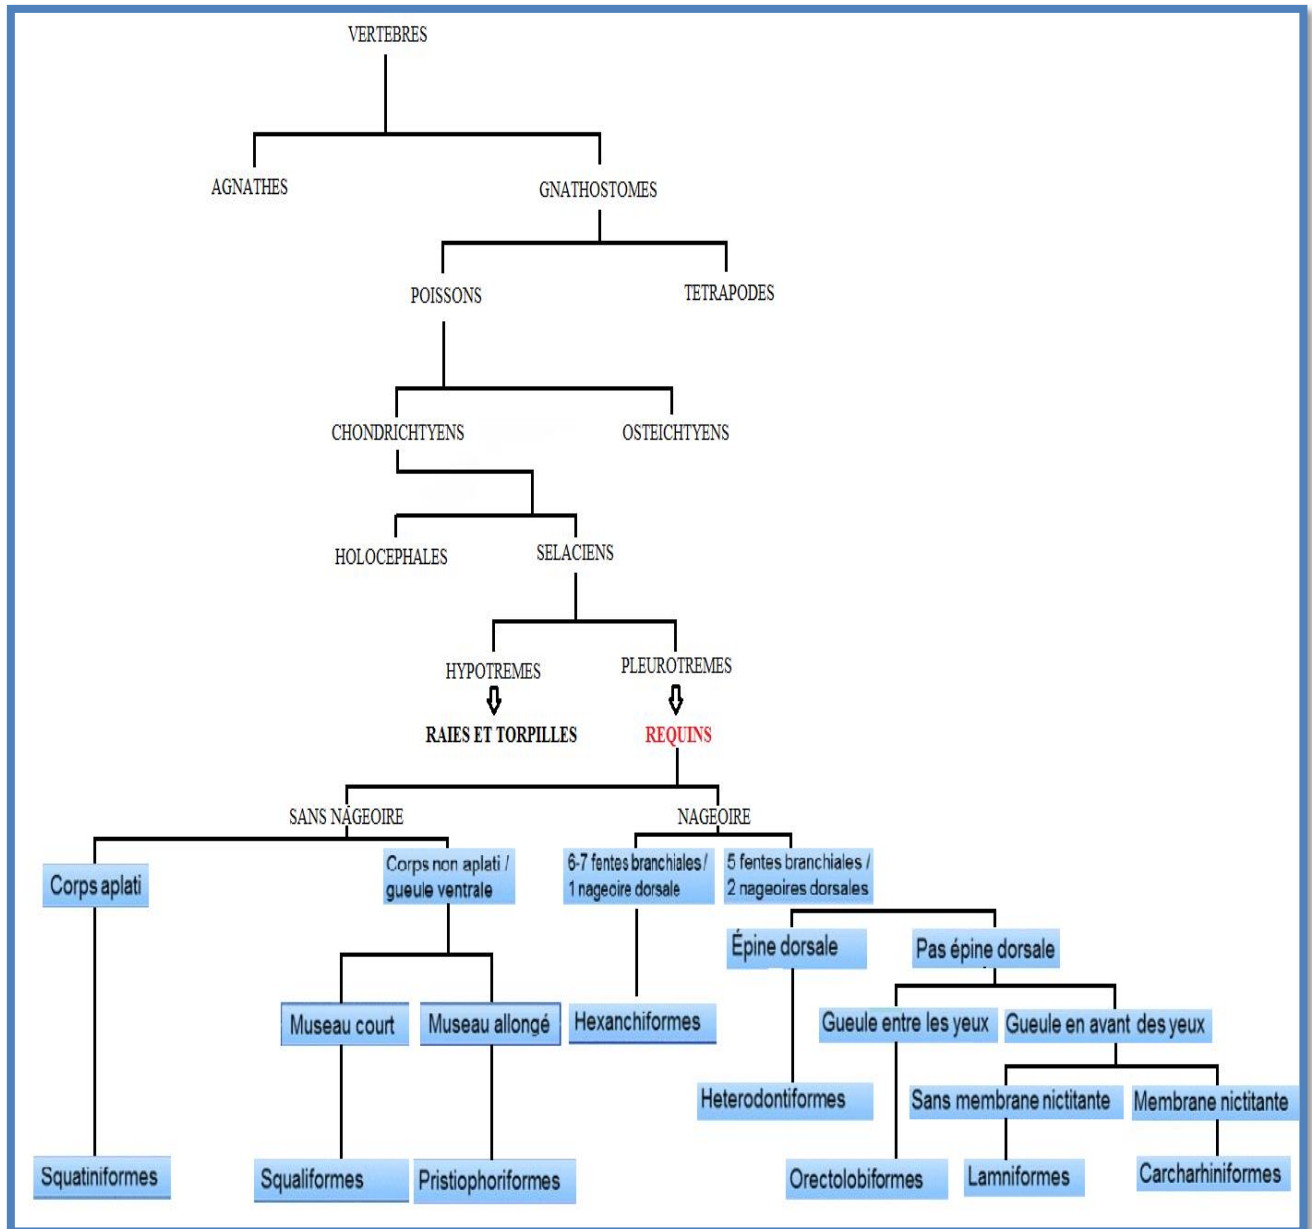 VERTEBRES
AGNATHES
GNATHOSTOMES
POISSONS
TETRAPODES
CHONDRICHTYENS
OSTEICHTYENS
HOLOCEPHALES
SELACIENS
HYPOTREMES
PLEUROTREMES
RAIES ET TORPILLES
REQUINS
SANS NAGEOIRE
NAGEOIRE
Corps aplati
Corps non aplati /
gueule ventrale
6-7 fentes branchiales /
1 nageoire dorsale
5 fentes branchiales /
2 nageoires dorsales
Épine dorsale
Pas épine dorsale
Museau court
Museau allongé
Hexanchiformes
Gueule entre les yeux
Gueule en avant des yeux
Heterodontiformes
Sans membrane nictitante
Membrane nictitante
Squatiniformes
Squaliformes
Pristiophoriformes
Orectolobiformes
Lamniformes
Carcharhiniformes